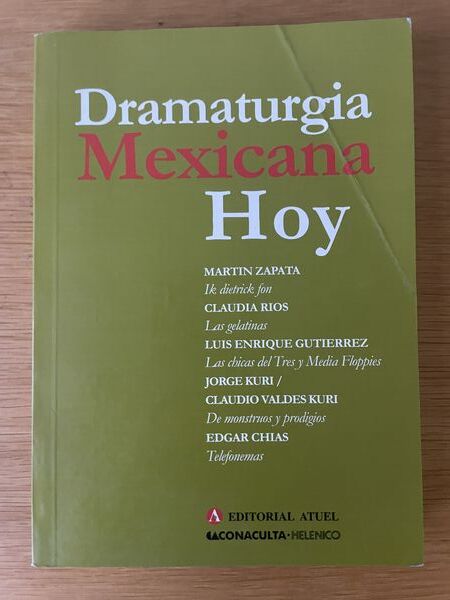 Dramaturgia
Mexicana
Hoy
MARTIN ZAPATA
Ik dietrick fon
CLAUDIA RIOS
Las gelatinas
LUIS ENRIQUE GUTIERREZ
Las chicas del Tres y Media Floppies
JORGE KURI /
CLAUDIO VALDES KURI
De monstruos y prodigios
EDGAR CHIAS
Telefonemas
A EDITORIAL ATUEL
CONACULTA·HELENICO